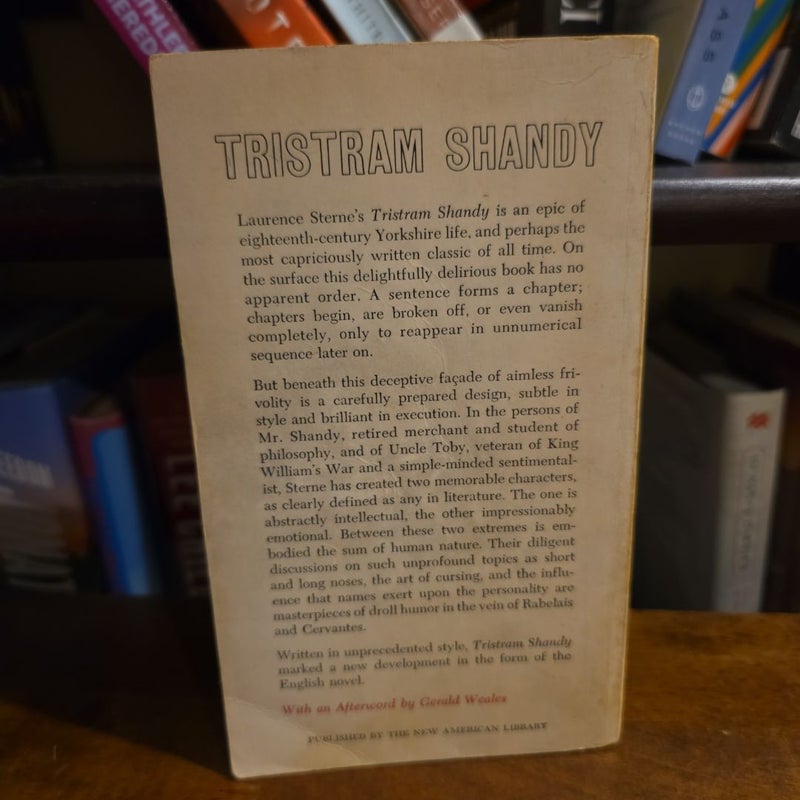 TRISTRAM SHANDY
Laurence Sterne's Tristram Shandy is an epic of
eighteenth-century Yorkshire life, and perhaps the
most capriciously written classic of all time. On
the surface this delightfully delirious book has no
apparent order. A sentence forms a chapter;
chapters begin, are broken off, or even vanish
completely, only to reappear in unnumerical
sequence later on.
But beneath this deceptive façade of aimless fri-
volity is a carefully prepared design, subtle in
style and brilliant in execution. In the persons of
Mr. Shandy, retired merchant and student of
philosophy, and of Uncle Toby, veteran of King
William's War and a simple-minded sentimental-
ist, Sterne has created two memorable characters,
as clearly defined as any in literature. The one is
abstractly intellectual, the other impressionably
emotional. Between these two extremes is em-
bodied the sum of human nature. Their diligent
discussions on such unprofound topics as short
and long noses, the art of cursing, and the influ-
ence that names exert upon the personality are
masterpieces of droll humor in the vein of Rabelais
and Cervantes.
Written in unprecedented style, Tristram Shandy
marked a new development in the form of the
English novel.
With an Afterword by Gerald Weales
PUBLISHED BY THE NEW AMERICAN LIBRARY